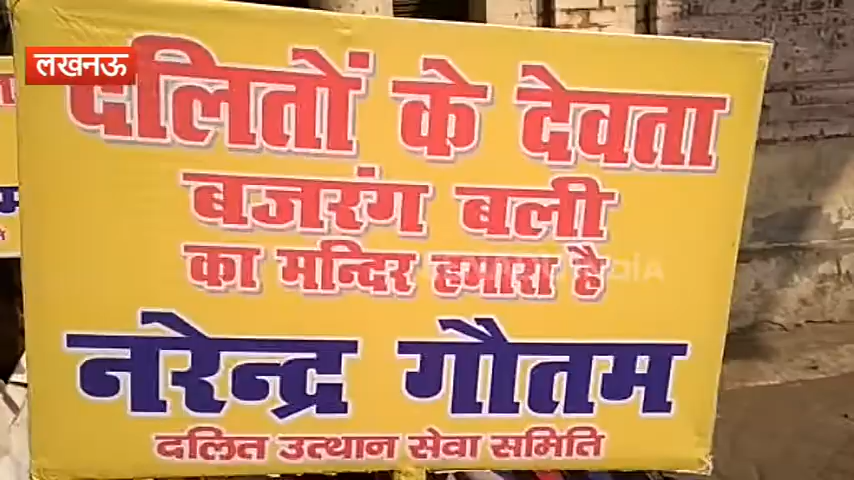 लखनऊ
दलितों के देवता
बजरंग बली
का मन्दिर हमारा है
नरेन्द्र गौतम
दलित उत्थान सेवा समिति